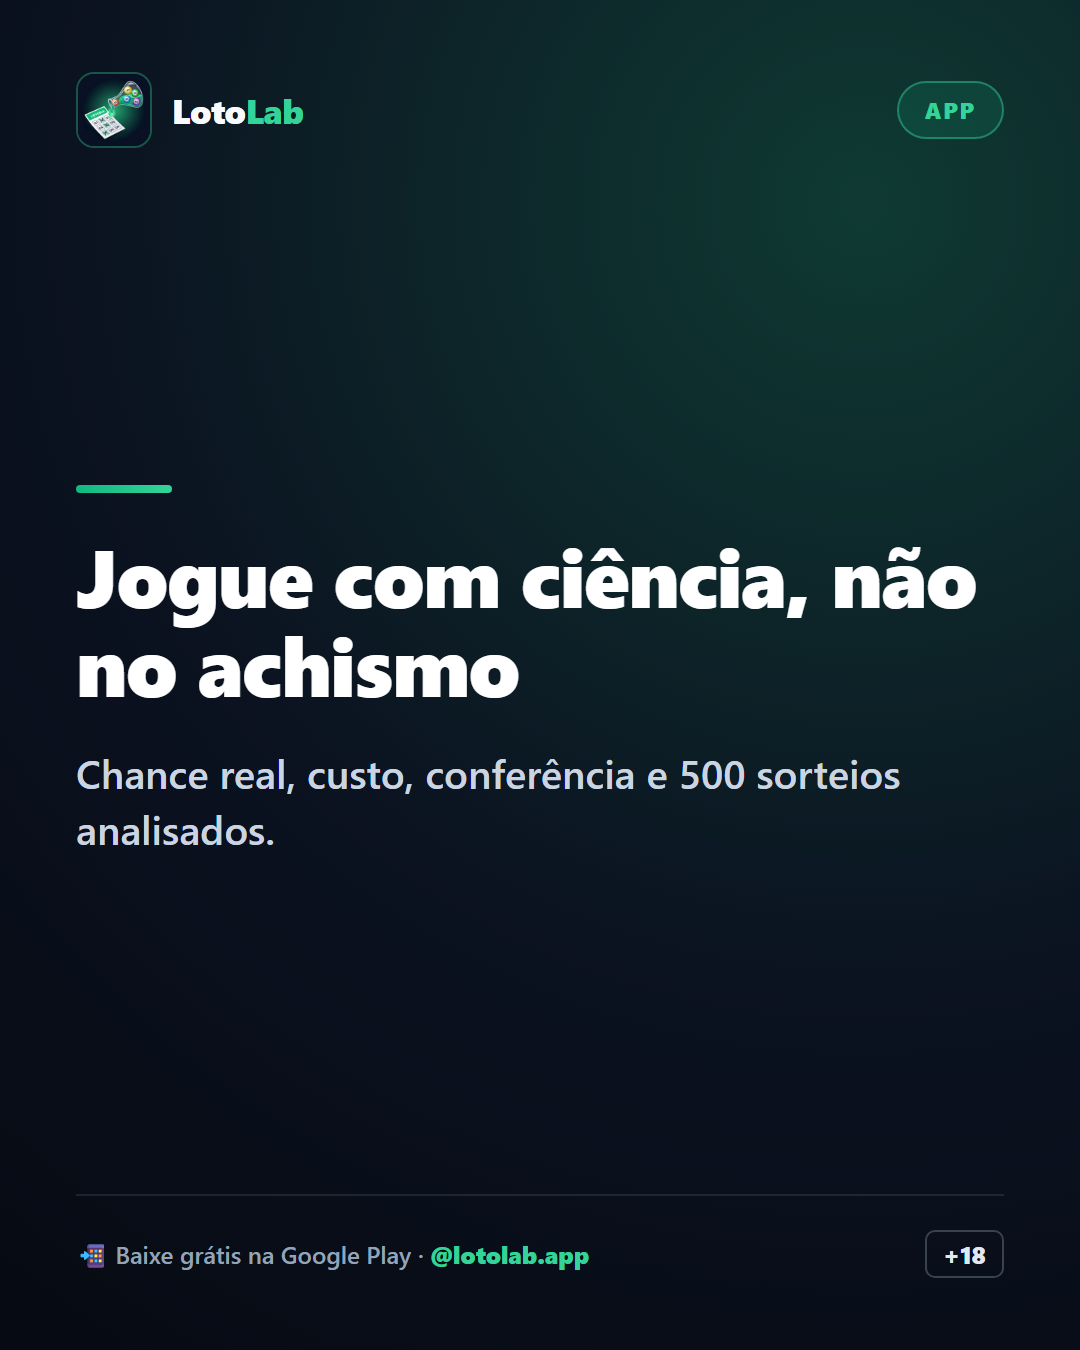 LotoLab
APP
Jogue com ciência, não
no achismo
Chance real, custo, conferência e 500 sorteios
analisados.
Baixe grátis na Google Play · @lotolab.app
+18